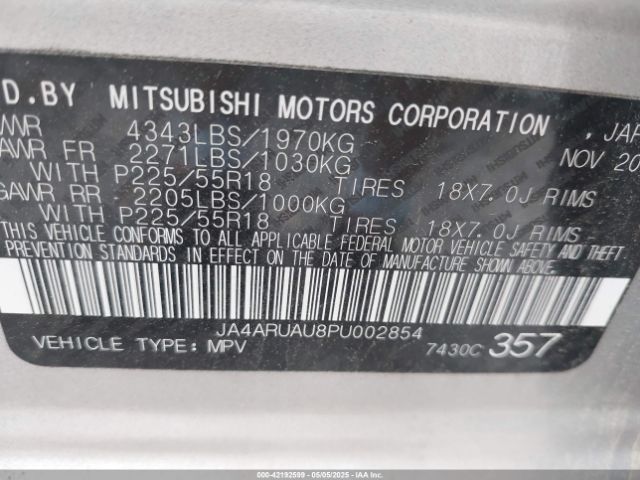 D.BY MITSUBISHI MOTORS CORPORATION , JAP
VWR 4343LBS/1970KG NOV 20
AWR FR 2271LBS/1030KG
WITH P225/55R18 TIRES 18X7.0J RIMS
GAWR RR 2205LBS/1000KG
WITH P225/55R18 TIRES 18X7.0J RIMS
THIS VEHICLE CONFORMS TO ALL APPLICABLE FEDERAL MOTOR VEHICLE SAFETY AND THEFT
PREVENTION STANDARDS IN EFFECT ON THE DATE OF MANUFACTURE SHOWN ABOVE.
JA4ARUAU8PU002854
VEHICLE TYPE: MPV 7430C 357
000-42192599 - 05/05/2025 - IAA Inc.